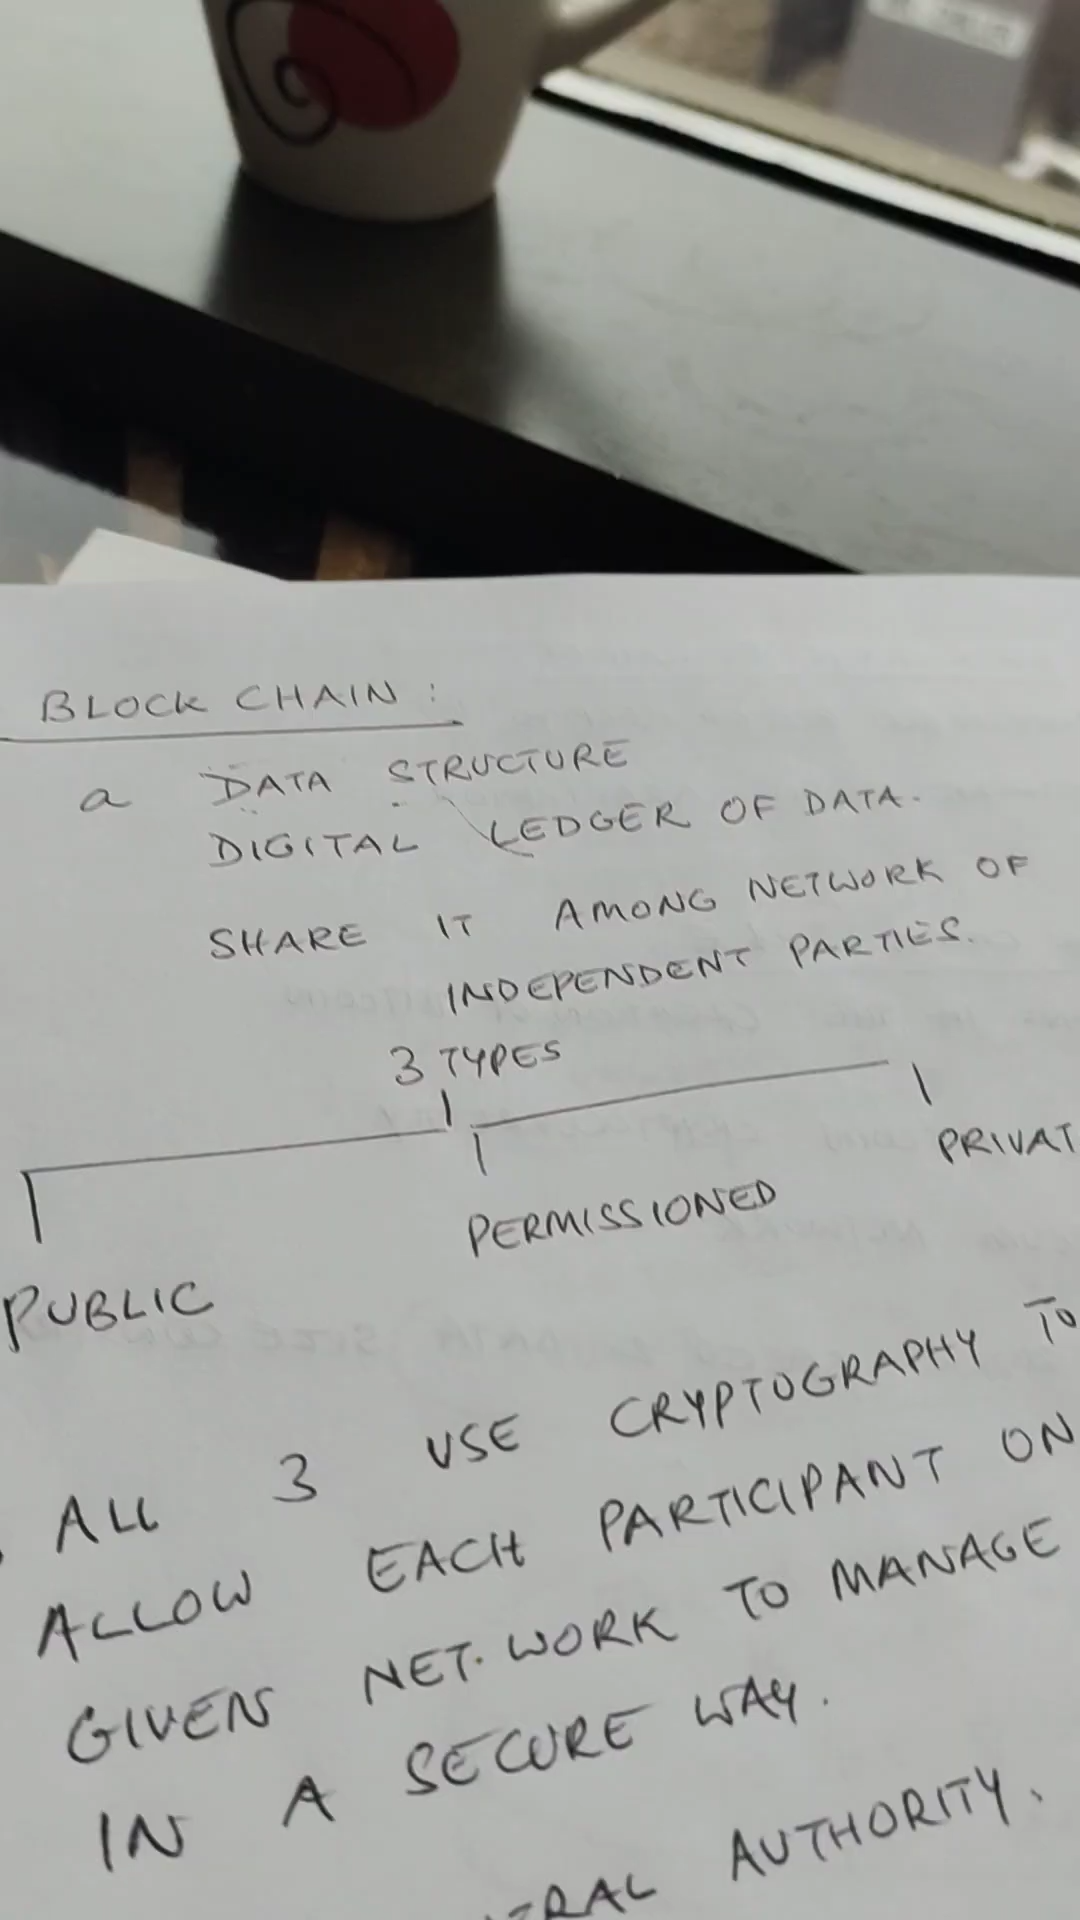 BLOCK CHAIN :
a DATA STRUCTURE
DIGITAL LEDGER OF DATA.
SHARE IT AMONG NETWORK OF
INDEPENDENT PARTIES.
3 TYPES
PUBLIC PERMISSIONED PRIVAT
ALL 3 USE CRYPTOGRAPHY TO
ALLOW EACH PARTICIPANT ON
GIVEN NET.WORK TO MANAGE
IN A SECURE WAY.
AUTHORITY.